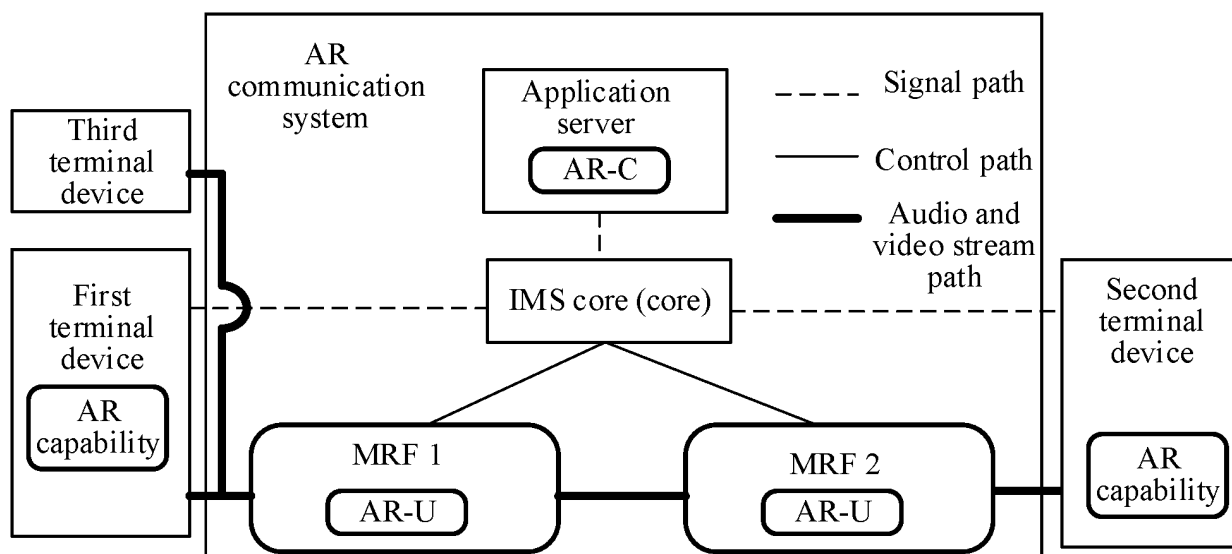 AR
communication
system
Application
server
AR-C
Signal path
Control path
Audio and
video stream
path
Third
terminal
device
First
terminal
device
AR
capability
IMS core (core)
Second
terminal
device
AR
capability
MRF 1
AR-U
MRF 2
AR-U